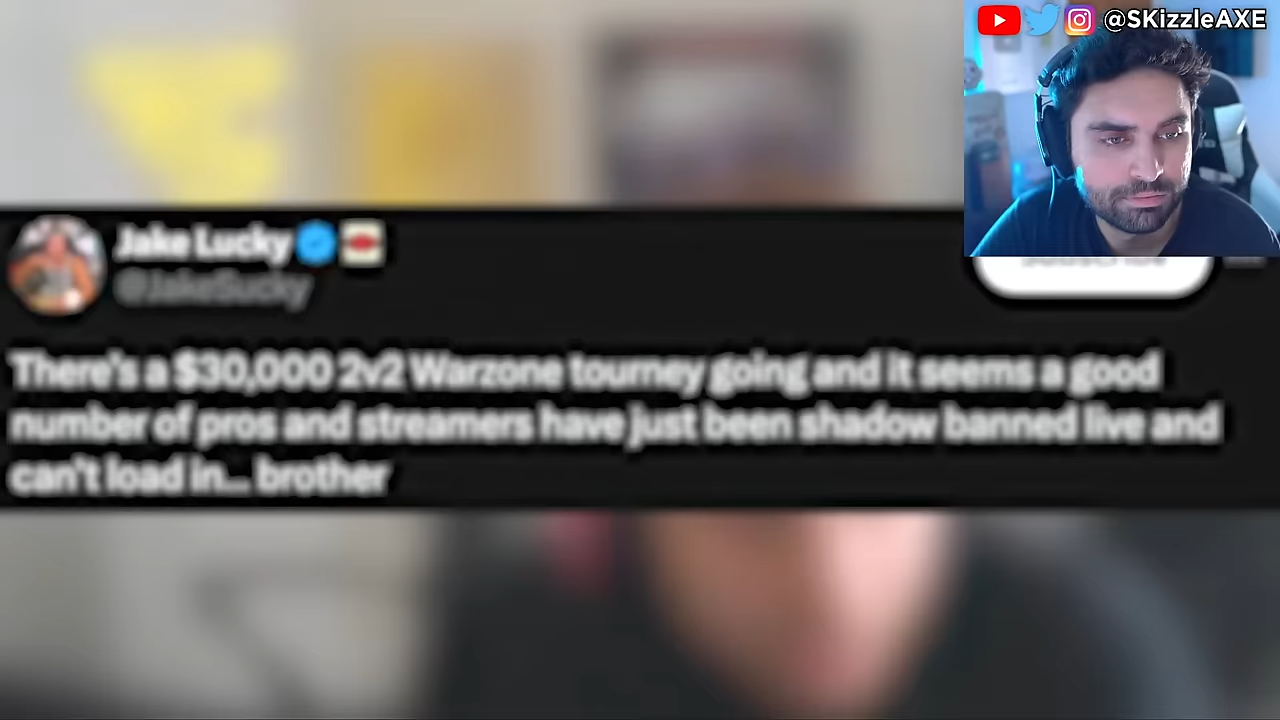 @SKizzleAXE
Jake Lucky
@JakeSucky
There's a $30,000 2v2 Warzone tourney going and it seems a good
number of pros and streamers have just been shadow banned live and
can't load in... brother